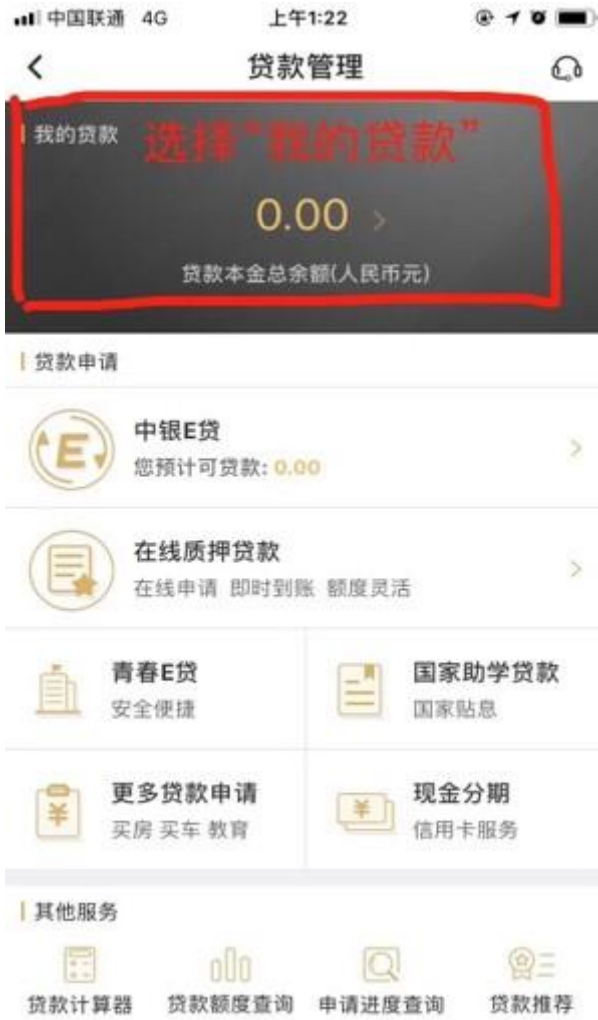 中国联通 4G 上午1:22
贷款管理
我的贷款 选择“我的贷款”
0.00
贷款本金总余额(人民币元)
贷款申请
中银E贷
您预计可贷款: 0.00
在线质押贷款
在线申请 即时到账 额度灵活
青春E贷 国家助学贷款
安全便捷 国家贴息
更多贷款申请 现金分期
买房 买车 教育 信用卡服务
其他服务
贷款计算器 贷款额度查询 申请进度查询 贷款推荐